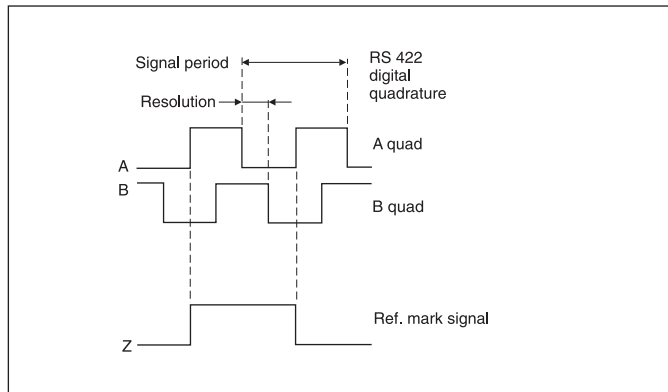 Signal period
RS 422
digital
quadrature
Resolution
A quad
A
B
B quad
Ref. mark signal
Z